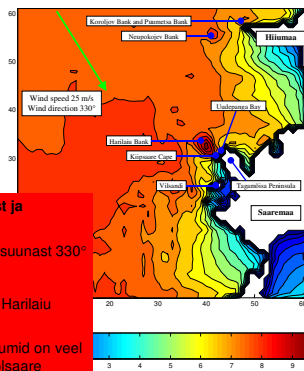 60
Koroljov Bank and Puumetsa Bank
Neupokojev Bank
Hiiumaa
50
Wind speed 25 m/s
Wind direction 330°
Uudepanga Bay
40
Harilaiu Bank
Kiipsaare Cape
30
Vilsandi
Tagamõisa Peninsula
Saaremaa
st ja
suunast 330°
Harilaiu
umid on veel
20 30 40 50 60
3 4 5 6 7 8 9